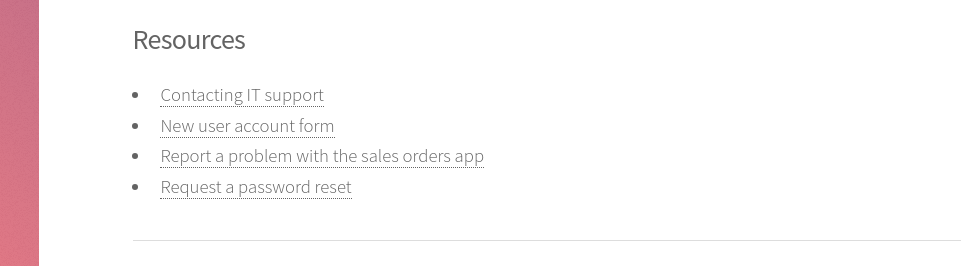 Resources
Contacting IT support
New user account form
Report a problem with the sales orders app
Request a password reset